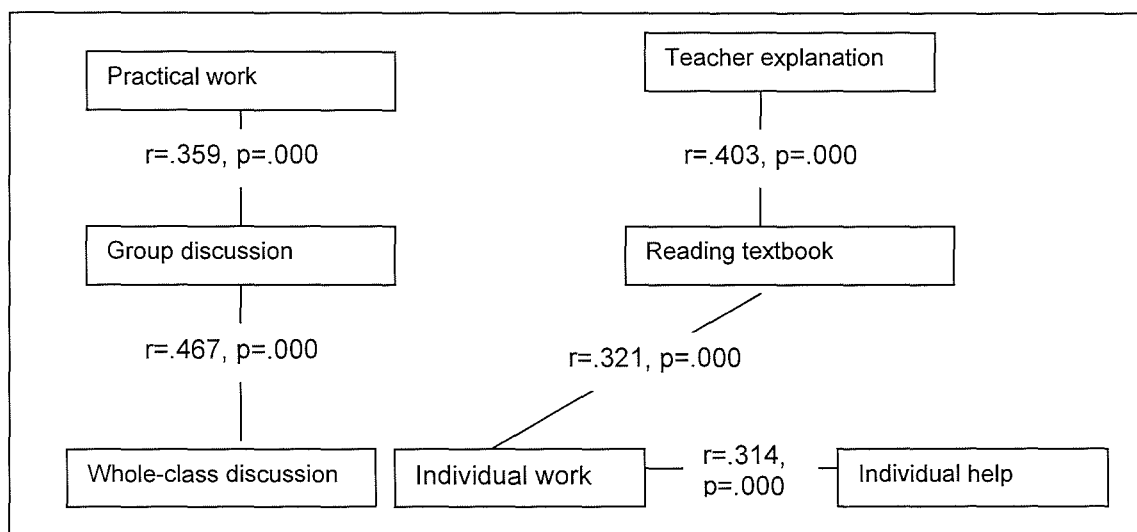 Practical work
Teacher explanation
r=.359, p=.000
r=.403, p=.000
Group discussion
Reading textbook
r=.467, p=.000
r=.321, p=.000
Whole-class discussion
Individual work
r=.314,
p=.000
Individual help